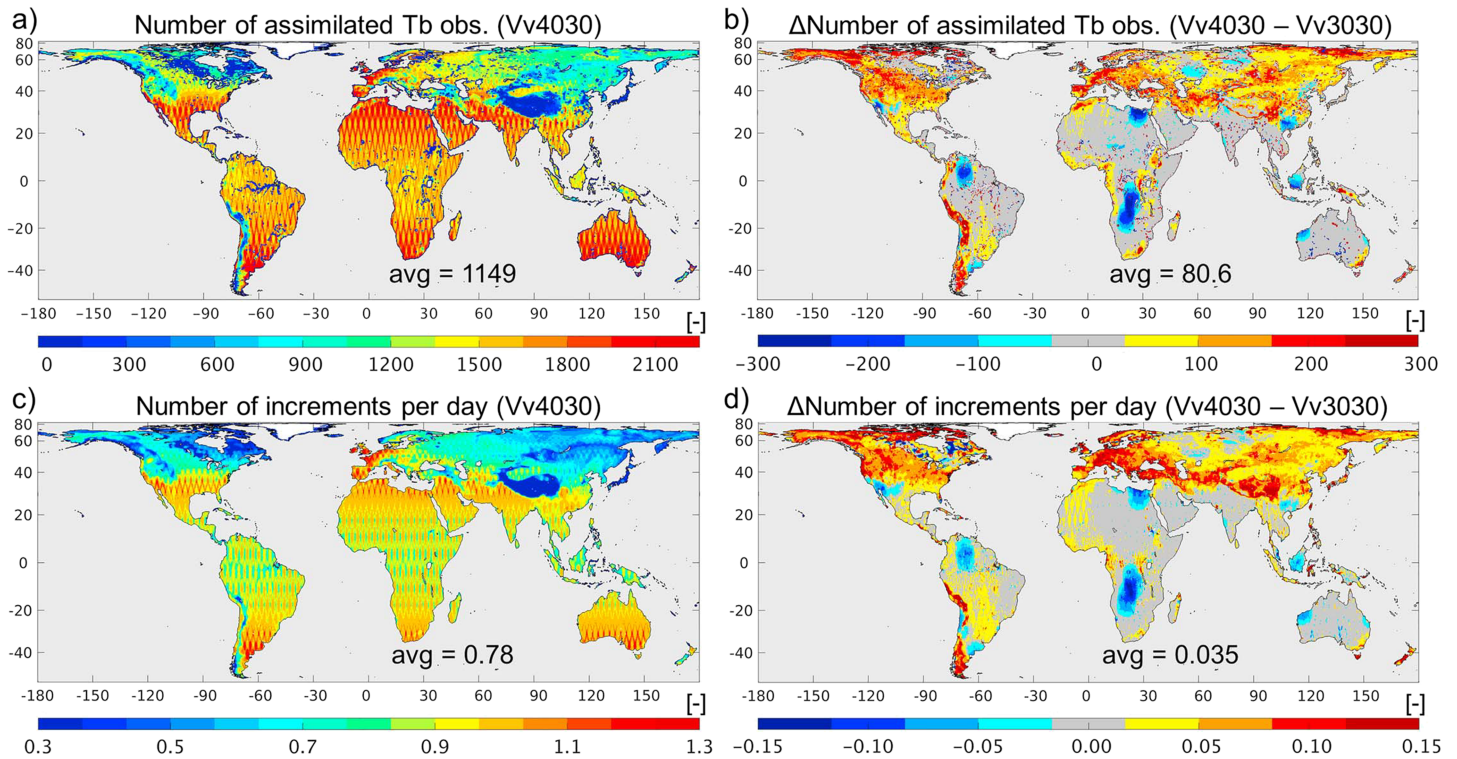 a) Number of assimilated Tb obs. (Vv4030)
80
60
40
20
0
−20
−40
avg = 1149
−180 −150 −120 −90 −60 −30 0 30 60 90 120 150
[-]
0 300 600 900 1200 1500 1800 2100
b) ΔNumber of assimilated Tb obs. (Vv4030 – Vv3030)
80
60
40
20
0
−20
−40
avg = 80.6
−180 −150 −120 −90 −60 −30 0 30 60 90 120 150
[-]
−300 −200 −100 0 100 200 300
c) Number of increments per day (Vv4030)
80
60
40
20
0
−20
−40
avg = 0.78
-180 −150 −120 −90 −60 −30 0 30 60 90 120 150
[-]
0.3 0.5 0.7 0.9 1.1 1.3
d) ΔNumber of increments per day (Vv4030 – Vv3030)
80
60
40
20
0
−20
−40
avg = 0.035
−180 −150 −120 −90 −60 −30 0 30 60 90 120 150
[-]
−0.15 −0.10 −0.05 0.00 0.05 0.10 0.15